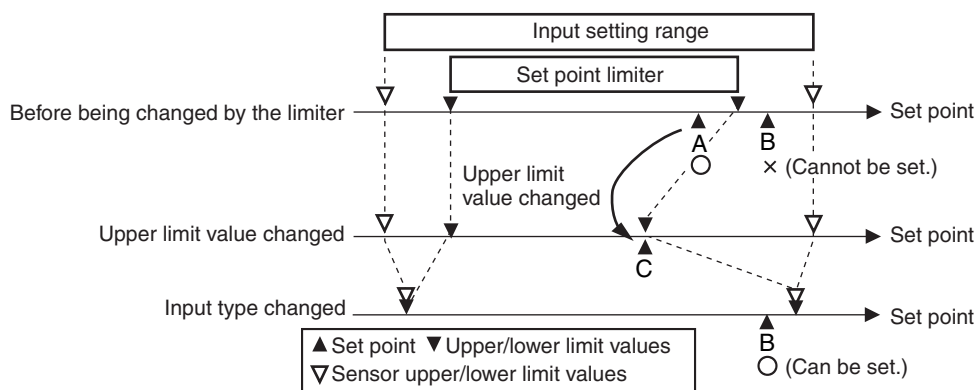 Input setting range
Set point limiter
Before being changed by the limiter
Set point
A
B
○
× (Cannot be set.)
Upper limit
value changed
Upper limit value changed
Set point
C
Input type changed
Set point
B
○ (Can be set.)
▲ Set point ▼ Upper/lower limit values
▽ Sensor upper/lower limit values